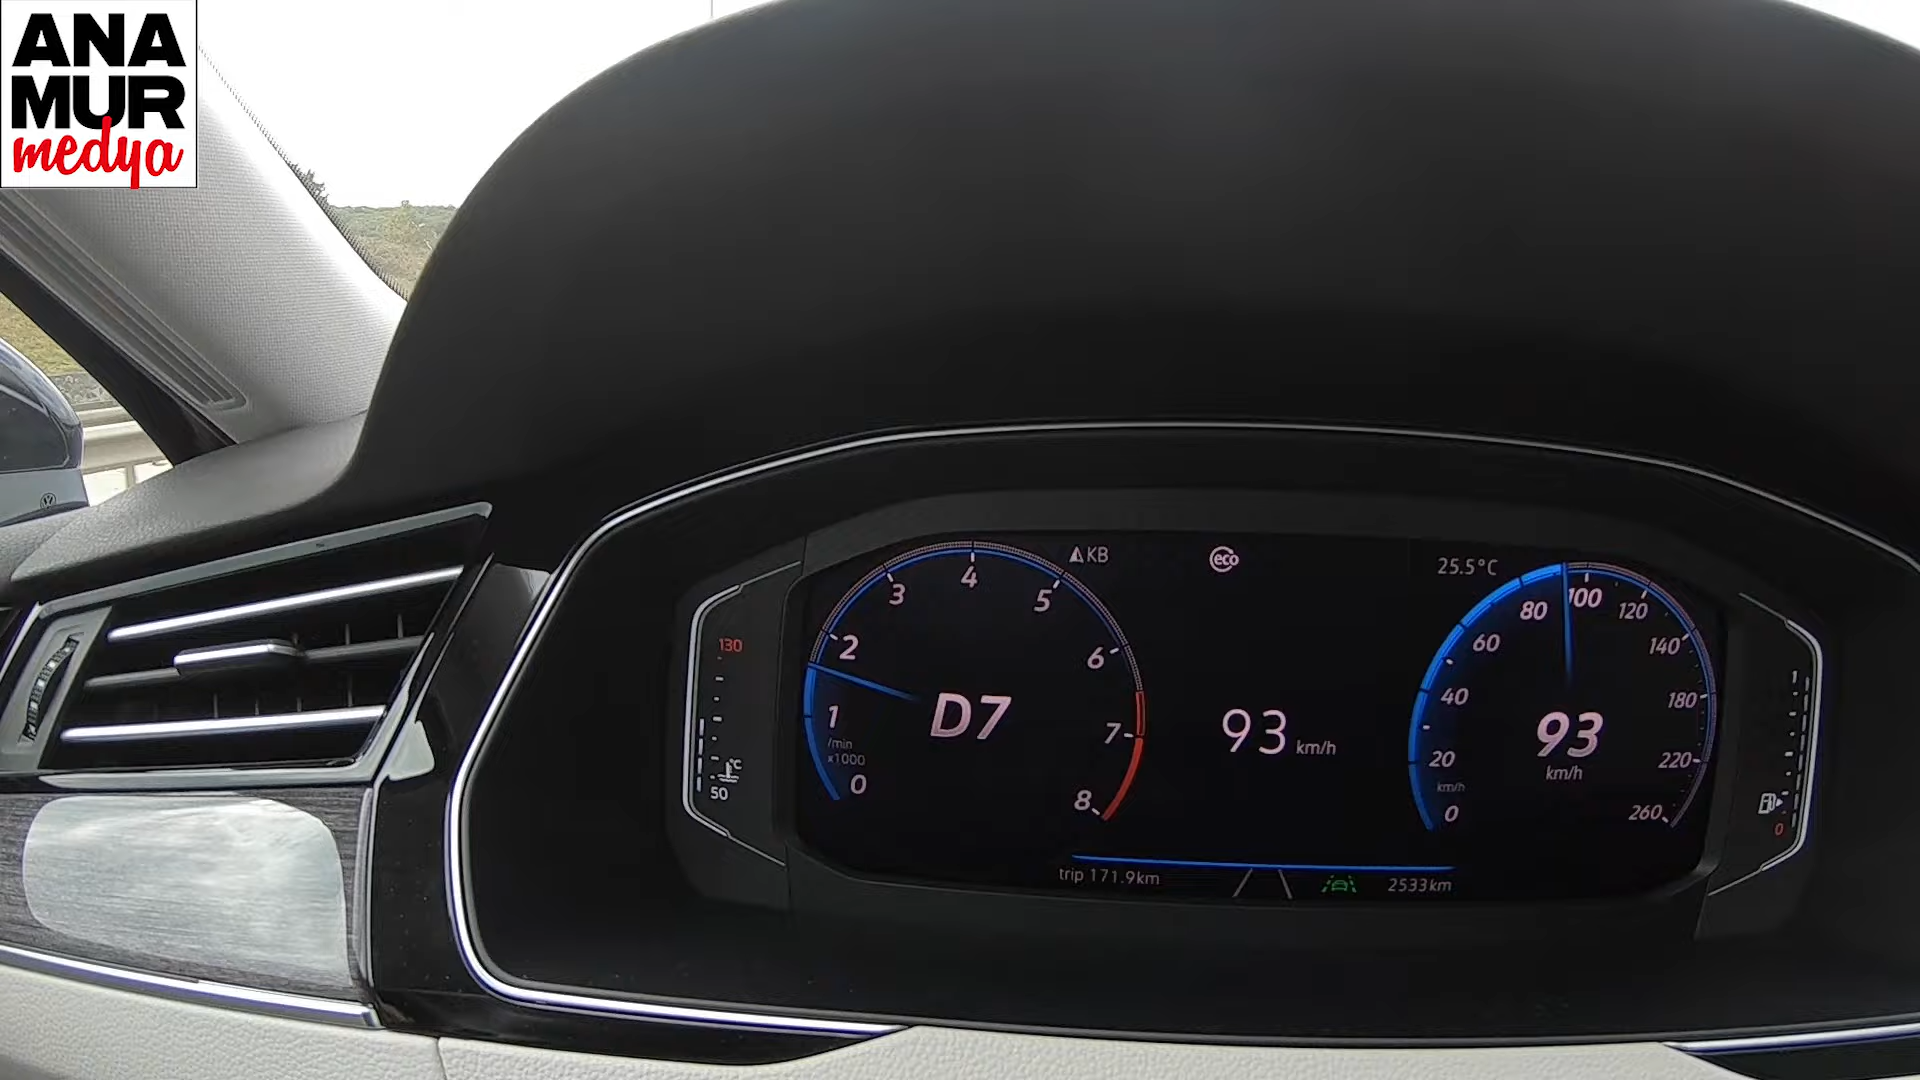 ANA
MUR
medya
KB
eco
25.5°C
130
°C
50
0
1
2
3
4
5
6
7
8
/min
x1000
D7
93 km/h
0
20
40
60
80
100
120
140
180
220
260
km/h
93
km/h
1
0
trip 171.9km
2533km